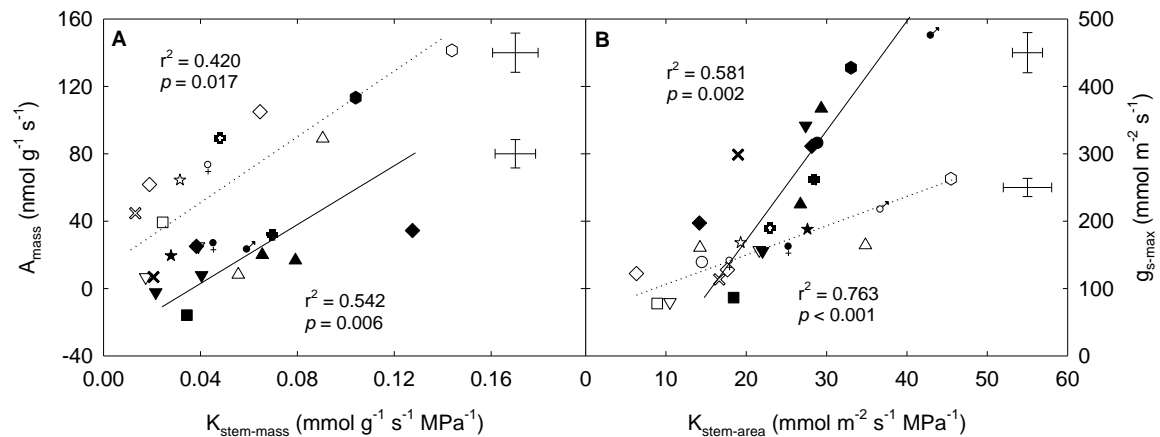 A
r² = 0.420
p = 0.017
r² = 0.542
p = 0.006
160
120
80
40
0
-40
A_mass (nmol g⁻¹ s⁻¹)
0.00
0.04
0.08
0.12
0.16
K_stem-mass (mmol g⁻¹ s⁻¹ MPa⁻¹)
B
r² = 0.581
p = 0.002
r² = 0.763
p < 0.001
500
400
300
200
100
0
g_s-max (mmol m⁻² s⁻¹)
0
10
20
30
40
50
60
K_stem-area (mmol m⁻² s⁻¹ MPa⁻¹)